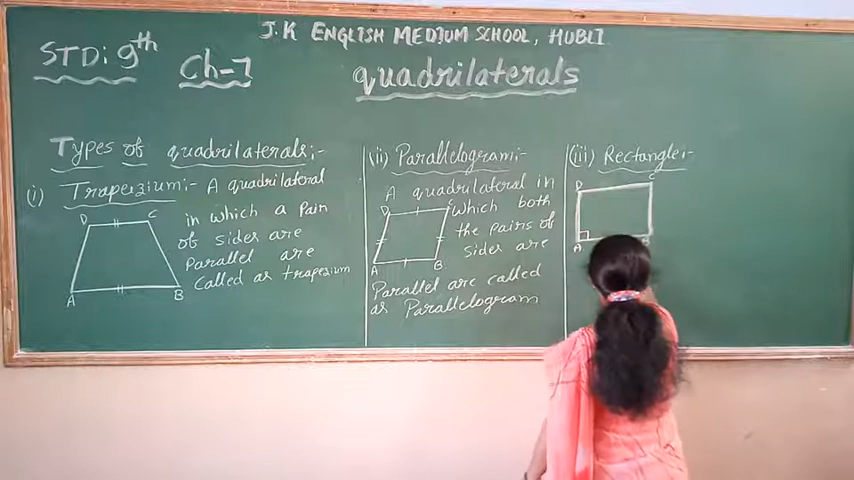 J.K ENGLISH MEDIUM SCHOOL, HUBLI
STD: 9th
Ch-7
quadrilaterals
Types of quadrilaterals:-
i) Trapeizium:- A quadrilateral
in which a Pair
of sides are
Parallel are
Called as trapezium
D C
A B
(ii) Parallelogram:-
A quadrilateral in
which both
the pairs of
sides are
Parallel are called
as Parallelogram
D C
A B
(iii) Rectangle:-
D C
A B